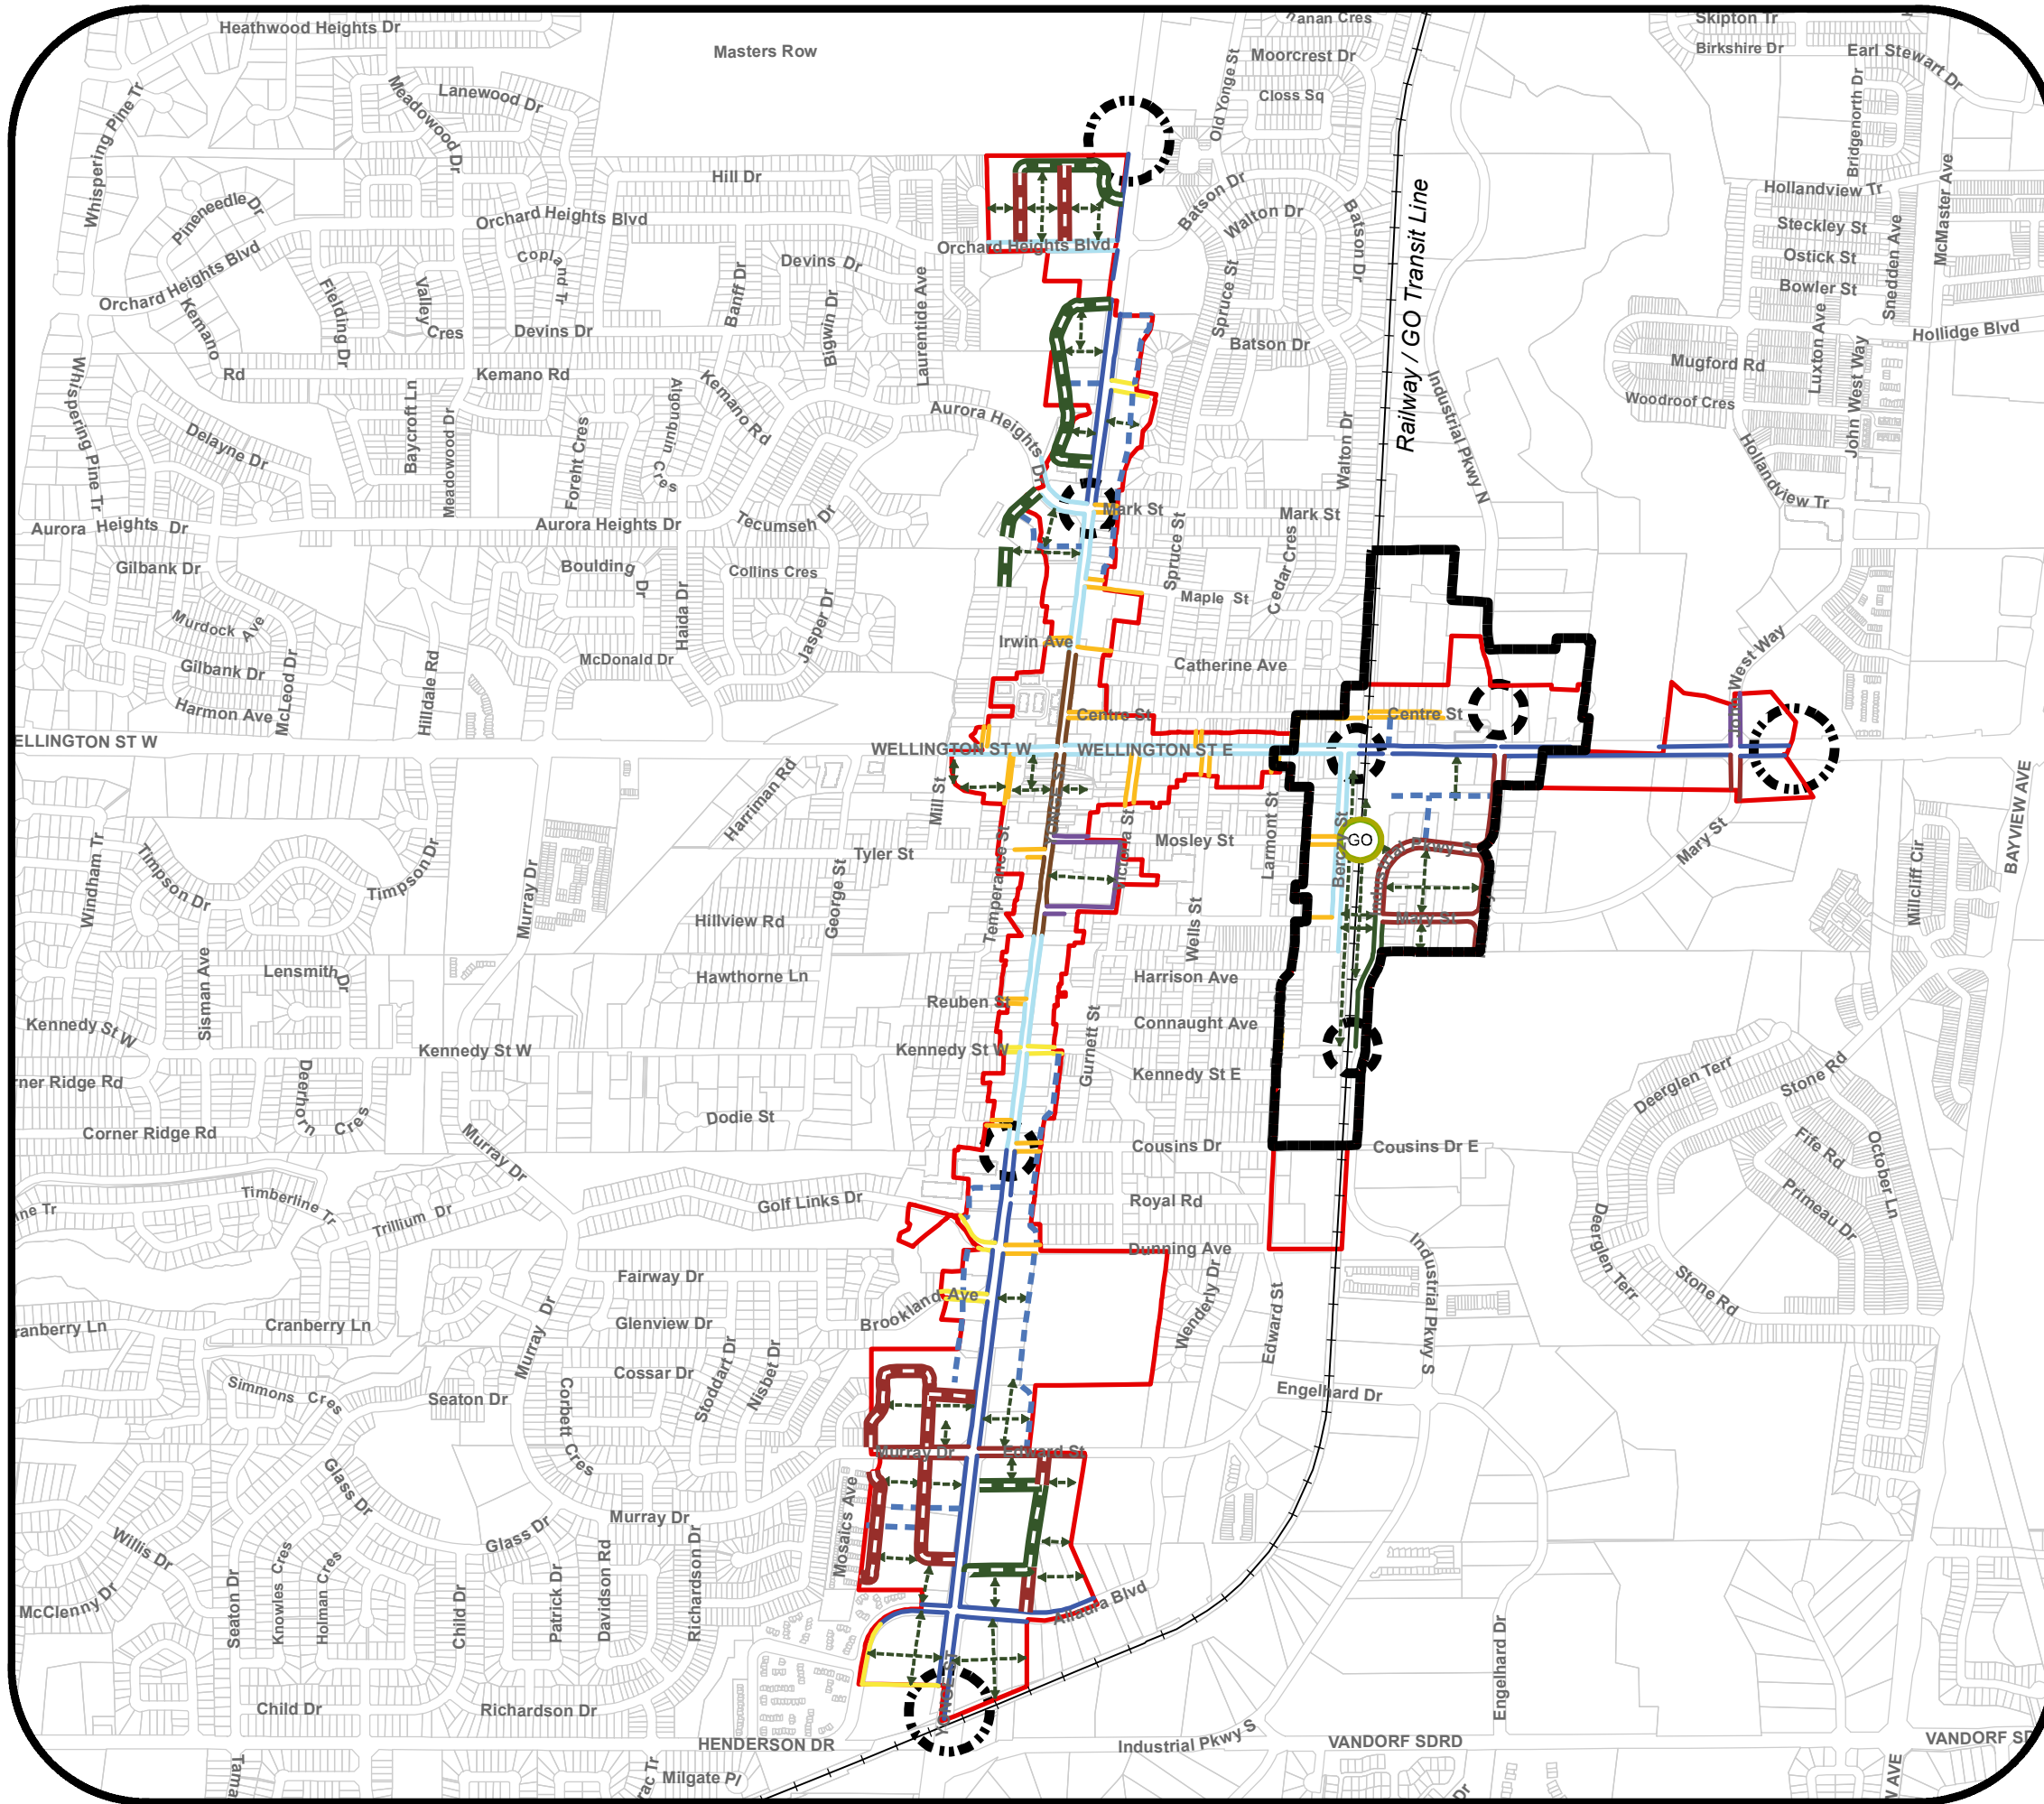 Heathwood Heights Dr
Masters Row
Moorcrest Dr
Closs Sq
Old Yonge St
Skipton Tr
Birkshire Dr
Earl Stewart Dr
Bridgenorth Dr
McMaster Ave
Whispering Pine Tr
Meadowood Dr
Lanewood Dr
Hill Dr
Pineneedle Dr
Orchard Heights Blvd
Orchard Heights Blvd
Orchard Heights Blvd
Batson Dr
Walton Dr
Batson Dr
Hollandview Tr
Steckley St
Ostick St
Bowler St
Snedden Ave
Hollidge Blvd
Copland Tr
Devins Dr
Kemano
Rd
Fielding Dr
Valley
Cres
Devins Dr
Banff Dr
Bigwin Dr
Laurentide Ave
Spruce St
Batson Dr
Railway / GO Transit Line
Industrial Pkwy N
Mugford Rd
Woodroof Cres
Luxton Ave
John West Way
Hollandview Tr
Kemano Rd
Kemano Rd
Aurora Heights Dr
Whispering Pine Tr
Delayne Dr
Baycroft Ln
Meadowood Dr
Foreht Cres
Algonquin Cres
Walton Dr
Aurora Heights Dr
Aurora Heights Dr
Tecumseh Dr
Mark St
Mark St
Gilbank Dr
Boulding Dr
Collins Cres
Spruce St
Maple St
Cedar Cres
Murdock Ave
Gilbank Dr
Harmon Ave
McLeod Dr
Hilldale Rd
Haida Dr
McDonald Dr
Jasper Dr
Irwin Ave
Catherine Ave
Centre St
Centre St
ELLINGTON ST W
WELLINGTON ST W
WELLINGTON ST E
BAYVIEW AVE
Harriman Rd
Mill St
Mosley St
Larmont St
Tyler St
Temperance St
George St
Mary St
Mary St
Millcliff Cir
GO
Windham Tr
Timpson Dr
Timpson Dr
Murray Dr
Hillview Rd
Wells St
Lensmith Dr
Sisman Ave
Hawthorne Ln
Harrison Ave
Reuben St
Connaught Ave
Kennedy St W
Kennedy St W
Kennedy St W
Gurnett St
Kennedy St E
rner Ridge Rd
Deerhorn Cres
Dodie St
Corner Ridge Rd
Murray Dr
Cousins Dr
Cousins Dr E
Deerglen Terr
Stone Rd
Fife Rd
October Ln
Primeau Dr
Deerglen Terr
Stone Rd
Timberline Tr
ine Tr
Trillium Dr
Golf Links Dr
Royal Rd
Dunning Ave
Fairway Dr
Brookland Ave
Wenderly Dr
Edward St
Industrial Pkwy S
ranberry Ln
Cranberry Ln
Murray Dr
Glenview Dr
Cossar Dr
Stoddart Dr
Nisbet Dr
Simmons Cres
Seaton Dr
Corbett Cres
Engelhard Dr
Murray Dr
Edward St
Glass Dr
Glass Dr
Murray Dr
Mosaics Ave
Willis Dr
McClenny Dr
Seaton Dr
Knowles Cres
Holman Cres
Child Dr
Patrick Dr
Davidson Rd
Richardson Dr
Allaura Blvd
Engelhard Dr
Child Dr
Richardson Dr
HENDERSON DR
Industrial Pkwy S
VANDORF SDRD
Milgate Pl